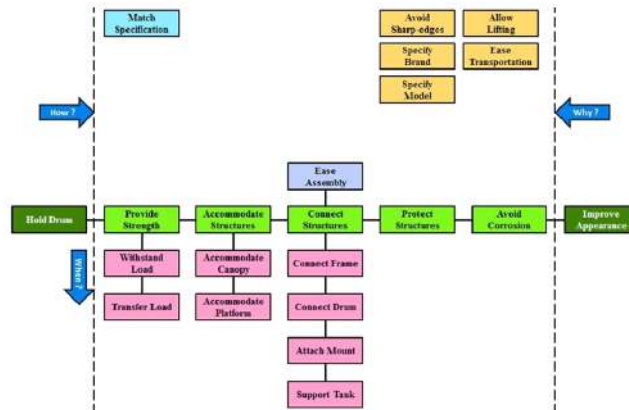 Match
Specification
Avoid
Sharp-edges
Allow
Lifting
Specify
Brand
Ease
Transportation
Specify
Model
How ?
Why ?
Ease
Assembly
Hold Drum
Provide
Strength
Accommodate
Structures
Connect
Structures
Protect
Structures
Avoid
Corrosion
Improve
Appearance
When ?
Withstand
Load
Accommodate
Canopy
Connect Frame
Transfer Load
Accommodate
Platform
Connect Drum
Attach Mount
Support Tank